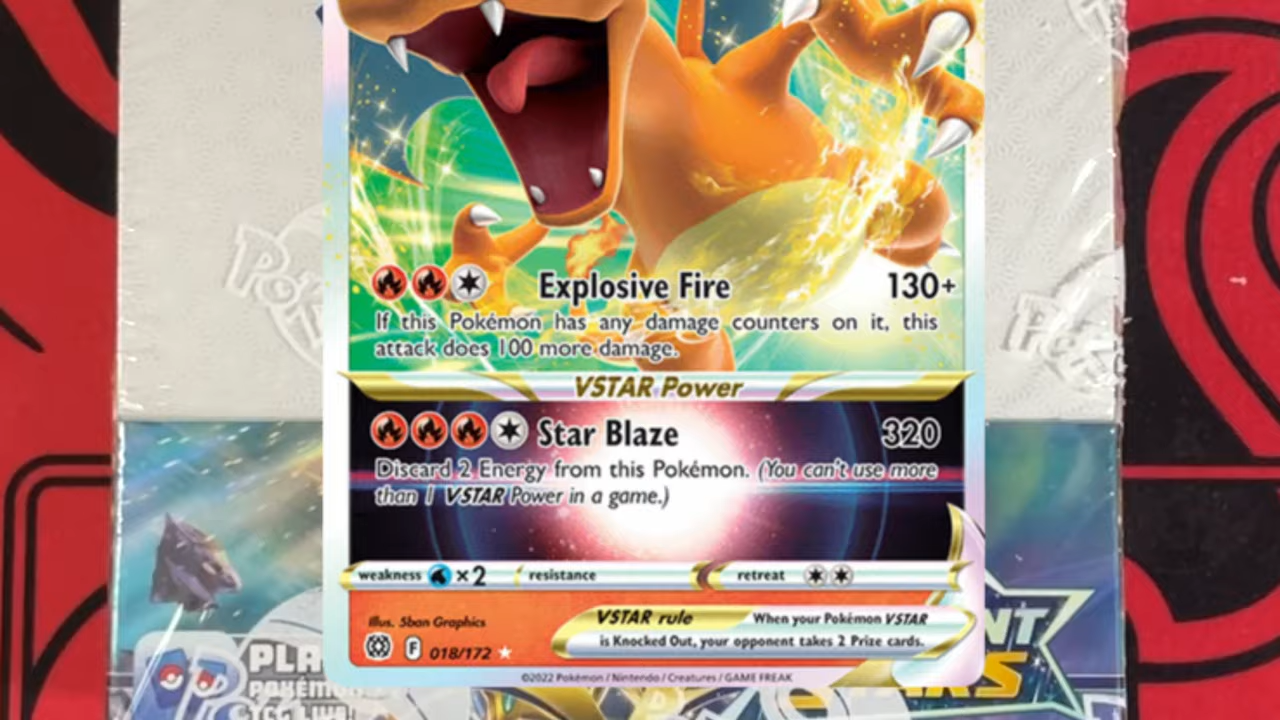 Explosive Fire 130+
If this Pokémon has any damage counters on it, this
attack does 100 more damage.
VSTAR Power
Star Blaze 320
Discard 2 Energy from this Pokémon. (You can't use more
than 1 VSTAR Power in a game.)
weakness ×2 resistance retreat
Illus. 5ban Graphics
VSTAR rule When your Pokémon VSTAR
is Knocked Out, your opponent takes 2 Prize cards.
F 018/172
©2022 Pokémon / Nintendo / Creatures / GAME FREAK